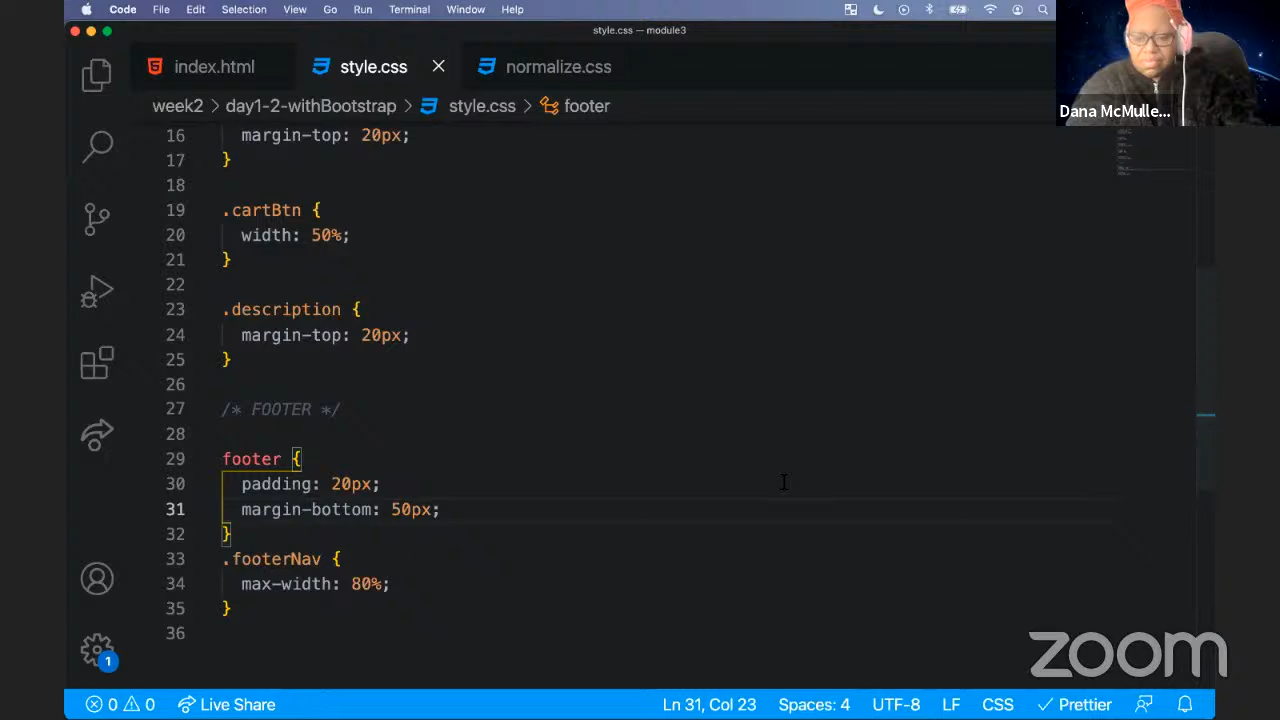 Code File Edit Selection View Go Run Terminal Window Help
style.css — module3
index.html style.css normalize.css
week2 > day1-2-withBootstrap > style.css > footer
Dana McMulle...
16 margin-top: 20px;
17 }
18
19 .cartBtn {
20 width: 50%;
21 }
22
23 .description {
24 margin-top: 20px;
25 }
26
27 /* FOOTER */
28
29 footer {
30 padding: 20px;
31 margin-bottom: 50px;
32 }
33 .footerNav {
34 max-width: 80%;
35 }
36
1
zoom
0 0 Live Share Ln 31, Col 23 Spaces: 4 UTF-8 LF CSS Prettier